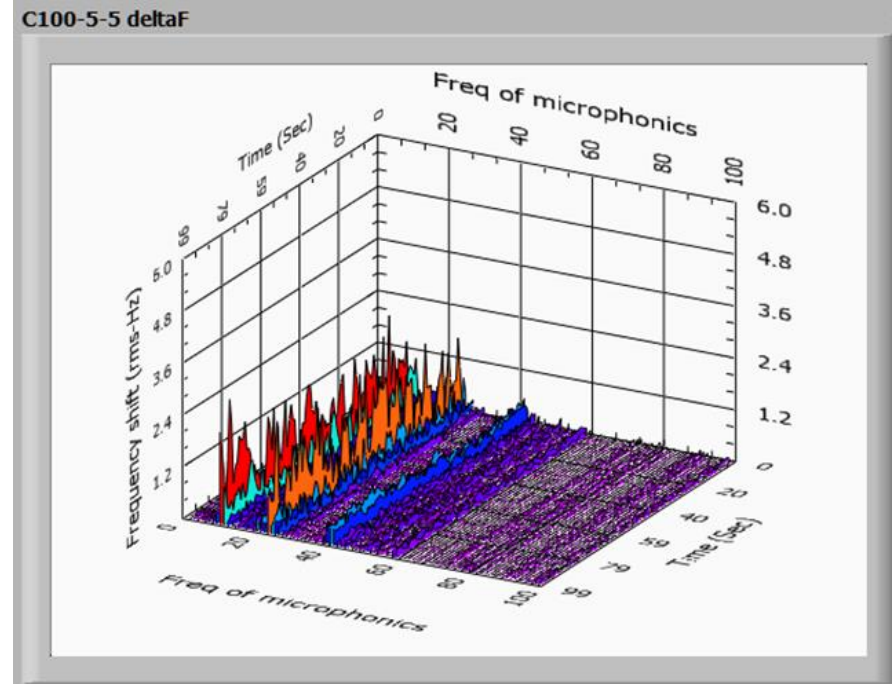 C100-5-5 deltaF
Freq of microphonics
0 20 40 60 80 100
Time (Sec)
0 20 40 59 79 99
6.0
4.8
3.6
2.4
1.2
Frequency shift (rms-Hz)
6.0
4.8
3.6
2.4
1.2
0 20 40 60 80 100
Freq of microphonics
0 20 40 59 79 99
Time (Sec)